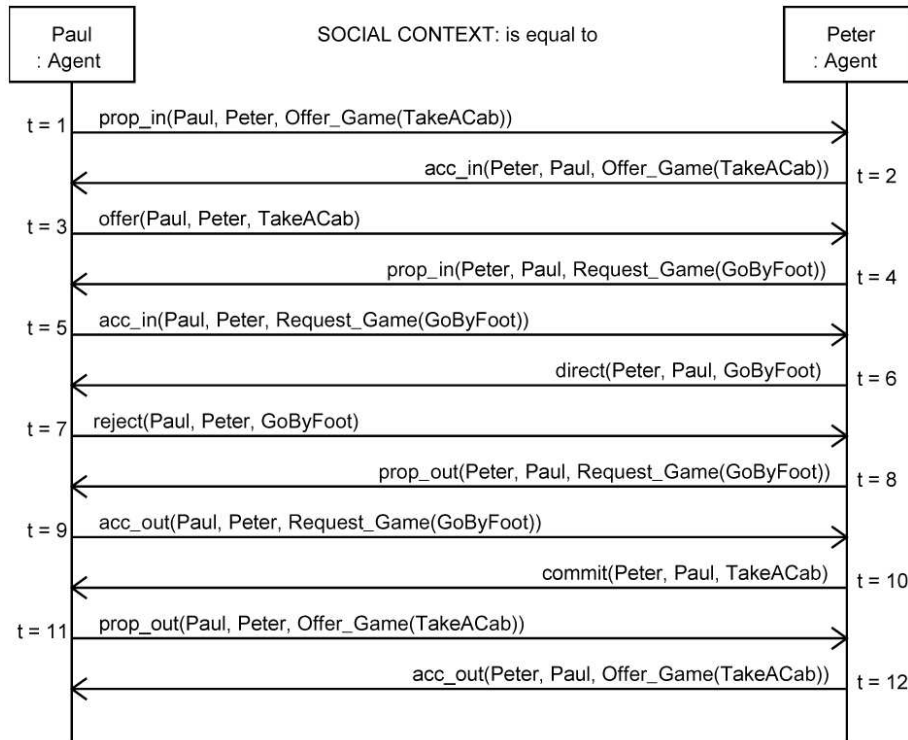 Paul
: Agent
SOCIAL CONTEXT: is equal to
Peter
: Agent
t = 1
prop_in(Paul, Peter, Offer_Game(TakeACab))
acc_in(Peter, Paul, Offer_Game(TakeACab))
t = 2
t = 3
offer(Paul, Peter, TakeACab)
prop_in(Peter, Paul, Request_Game(GoByFoot))
t = 4
t = 5
acc_in(Paul, Peter, Request_Game(GoByFoot))
direct(Peter, Paul, GoByFoot)
t = 6
t = 7
reject(Paul, Peter, GoByFoot)
prop_out(Peter, Paul, Request_Game(GoByFoot))
t = 8
t = 9
acc_out(Paul, Peter, Request_Game(GoByFoot))
commit(Peter, Paul, TakeACab)
t = 10
t = 11
prop_out(Paul, Peter, Offer_Game(TakeACab))
acc_out(Peter, Paul, Offer_Game(TakeACab))
t = 12